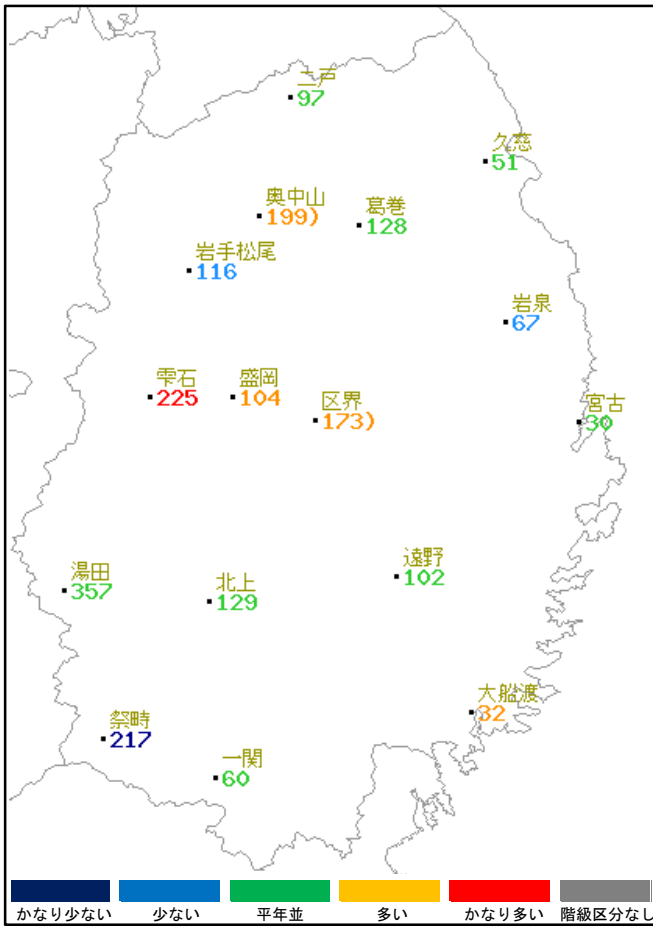 二戸
97
久慈
51
奥中山
199)
葛巻
128
岩手松尾
116
岩泉
67
雫石
225
盛岡
104
区界
173)
宮古
30
湯田
357
北上
129
遠野
102
大船渡
32
祭畤
217
一関
60
かなり少ない
少ない
平年並
多い
かなり多い
階級区分なし